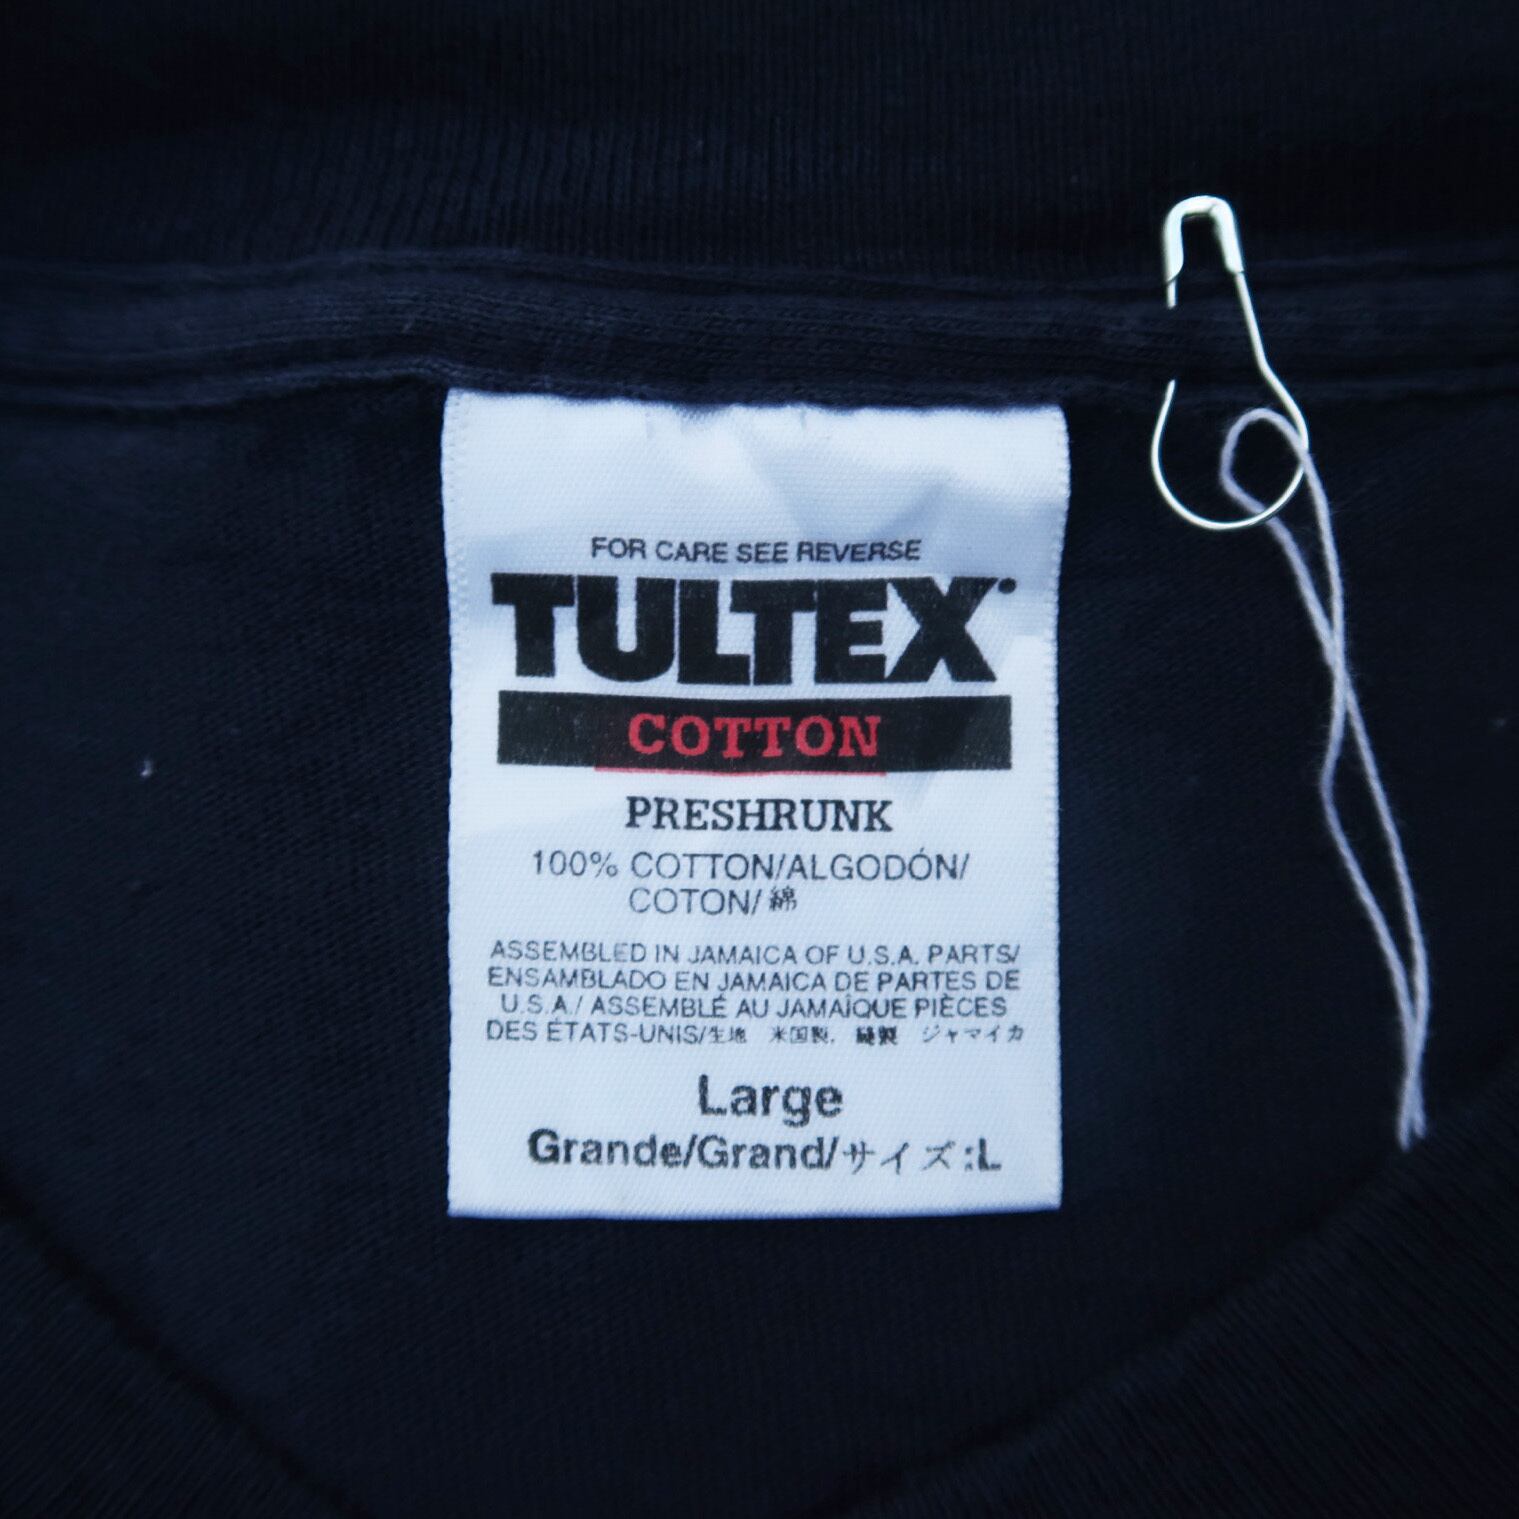 FOR CARE SEE REVERSE
TULTEX
COTTON
PRESHRUNK
100% COTTON/ALGODÓN/
COTON/綿
ASSEMBLED IN JAMAICA OF U.S.A. PARTS/
ENSAMBLADO EN JAMAICA DE PARTES DE
U.S.A./ ASSEMBLÉ AU JAMAÎQUE PIÈCES
DES ÉTATS-UNIS/生地 米国製, 縫製 ジャマイカ
Large
Grande/Grand/サイズ:L